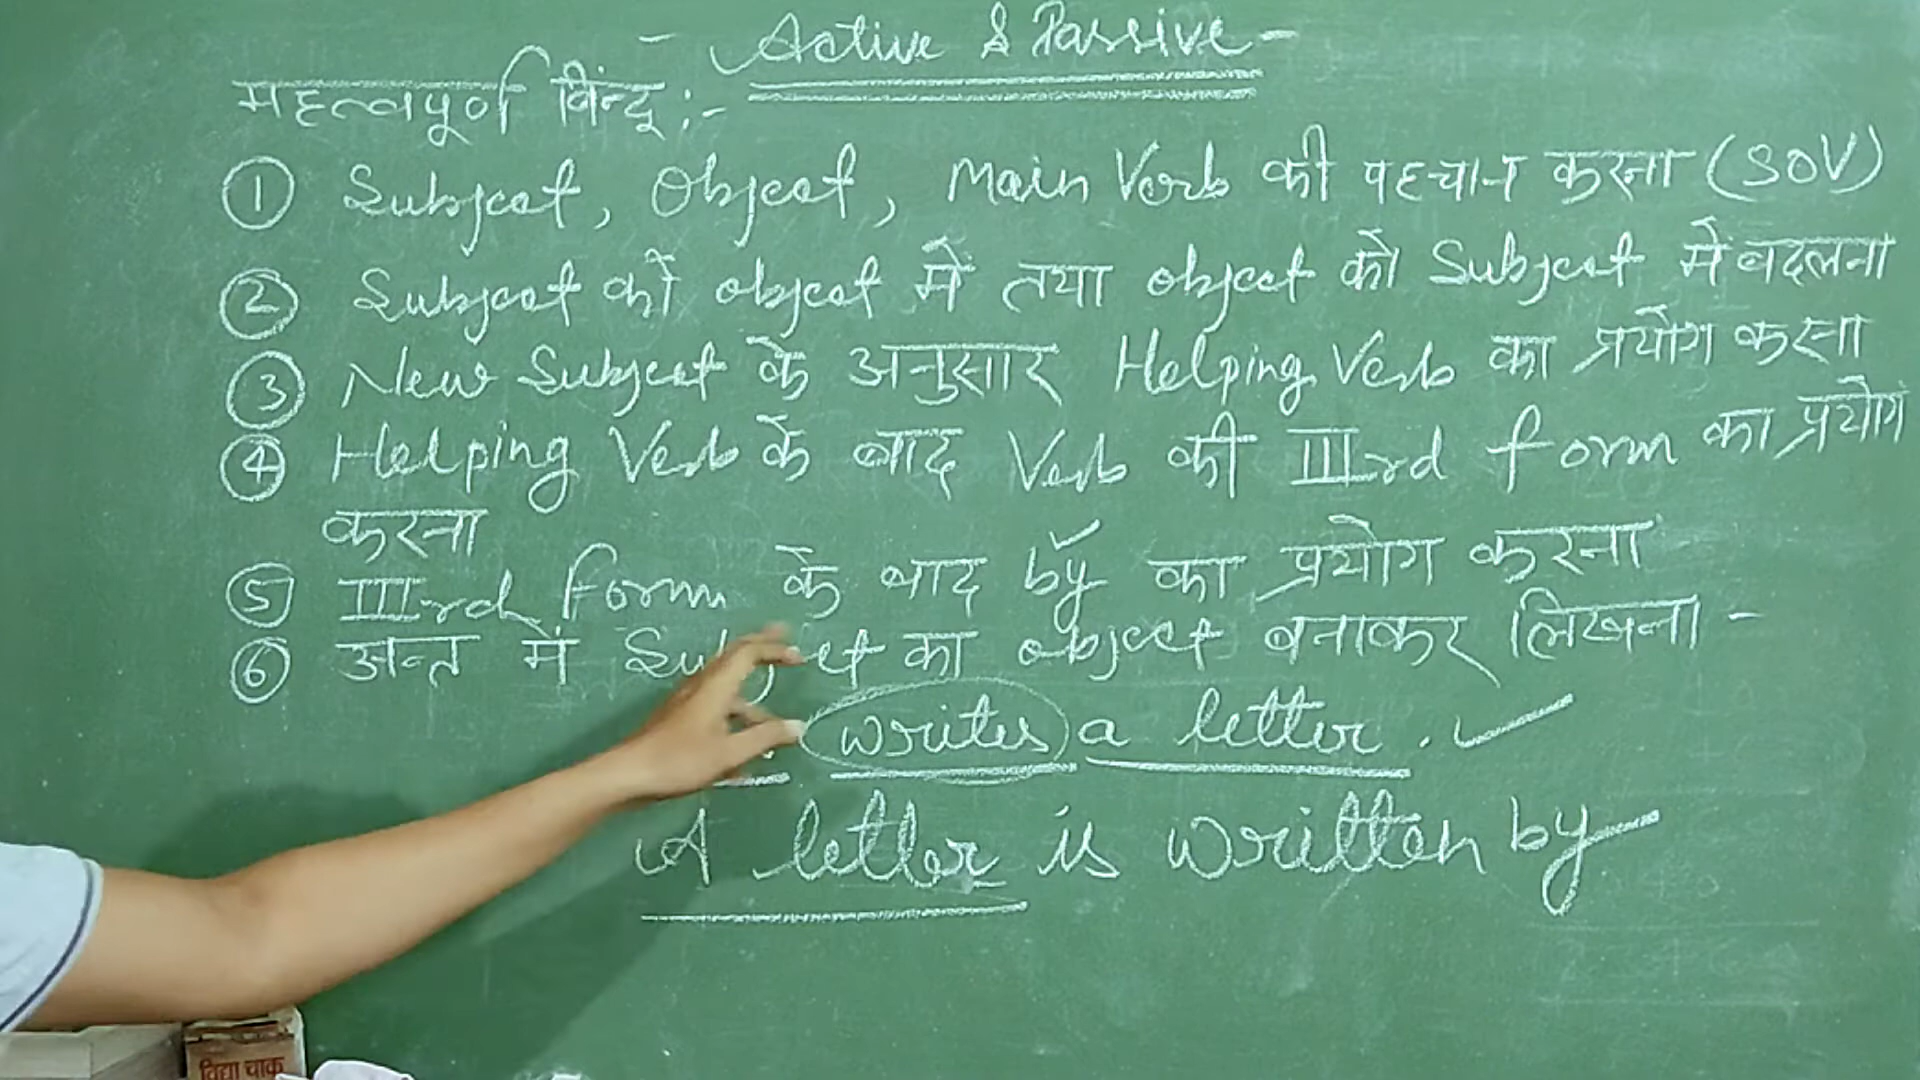 - Active & Passive -
महत्वपूर्ण विन्दू :-
① Subject, Object, Main Verb की पहचान करना (SOV)
② Subject को object में तथा object को Subject में बदलना
③ New Subject के अनुसार Helping Verb का प्रयोग करना
④ Helping Verb के बाद Verb की IIIrd form का प्रयोग
करना
⑤ IIIrd form के बाद by का प्रयोग करना
⑥ अन्त में Subject का object बनाकर लिखना -
writes a letter. ✓
A letter is written by
विद्या चाक